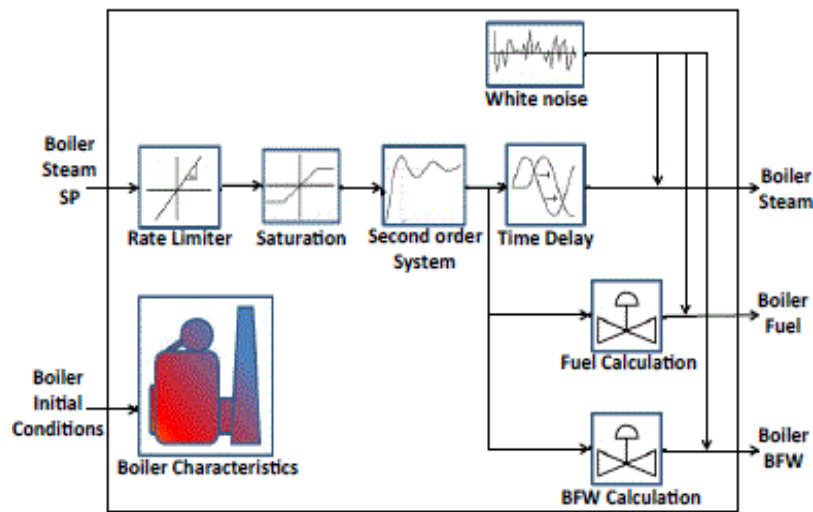 White noise
Boiler
Steam
SP
Rate Limiter
Saturation
Second order
System
Time Delay
Boiler
Steam
Boiler
Fuel
Fuel Calculation
Boiler
Initial
Conditions
Boiler Characteristics
Boiler
BFW
BFW Calculation